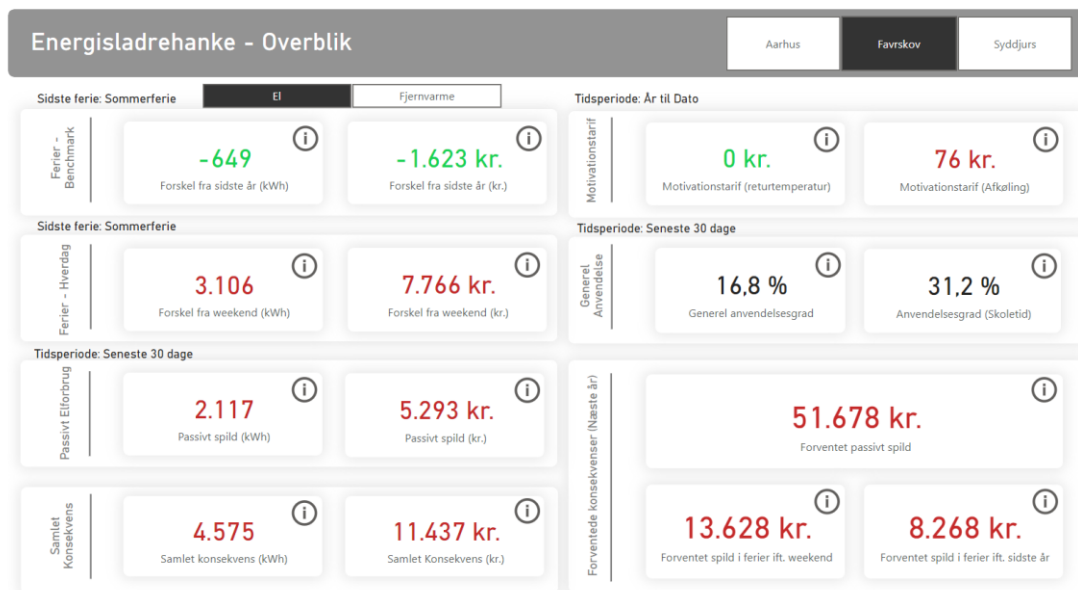 Energisladrehanke - Overblik
Aarhus
Favrskov
Syddjurs
Sidste ferie: Sommerferie
El
Fjernvarme
Ferier -
Benchmark
-649
Forskel fra sidste år (kWh)
-1.623 kr.
Forskel fra sidste år (kr.)
Sidste ferie: Sommerferie
Ferier - Hverdag
3.106
Forskel fra weekend (kWh)
7.766 kr.
Forskel fra weekend (kr.)
Tidsperiode: Seneste 30 dage
Passivt Elforbrug
2.117
Passivt spild (kWh)
5.293 kr.
Passivt spild (kr.)
Samlet
Konsekvens
4.575
Samlet konsekvens (kWh)
11.437 kr.
Samlet Konsekvens (kr.)
Tidsperiode: År til Dato
Motivationstarif
0 kr.
Motivationstarif (returtemperatur)
76 kr.
Motivationstarif (Afkøling)
Tidsperiode: Seneste 30 dage
Generel
Anvendelse
16,8 %
Generel anvendelsesgrad
31,2 %
Anvendelsesgrad (Skoletid)
Forventede konsekvenser (Næste år)
51.678 kr.
Forventet passivt spild
13.628 kr.
Forventet spild i ferier ift. weekend
8.268 kr.
Forventet spild i ferier ift. sidste år